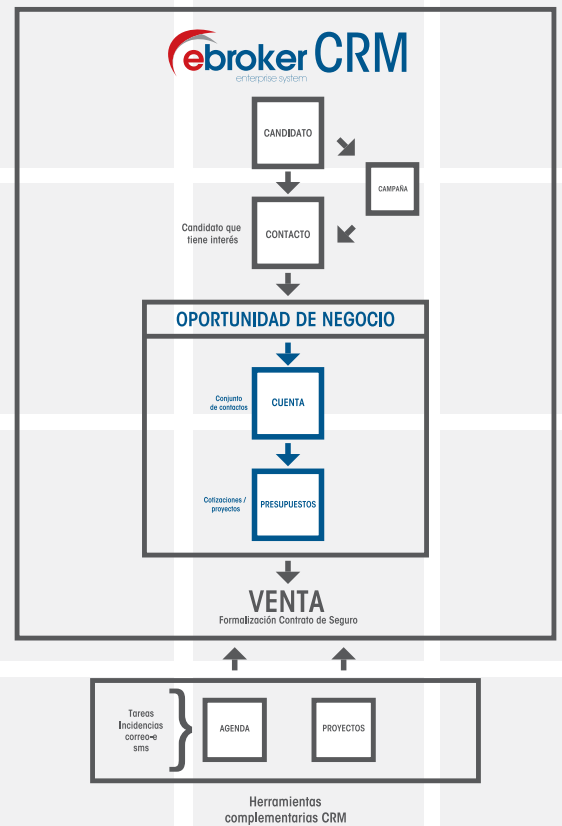 ebroker CRM
enterprise system
CANDIDATO
CAMPAÑA
Candidato que
tiene interés
CONTACTO
OPORTUNIDAD DE NEGOCIO
Conjunto
de contactos
CUENTA
Cotizaciones /
proyectos
PRESUPUESTOS
VENTA
Formalización Contrato de Seguro
Tareas
Incidencias
correo-e
sms
AGENDA
PROYECTOS
Herramientas
complementarias CRM